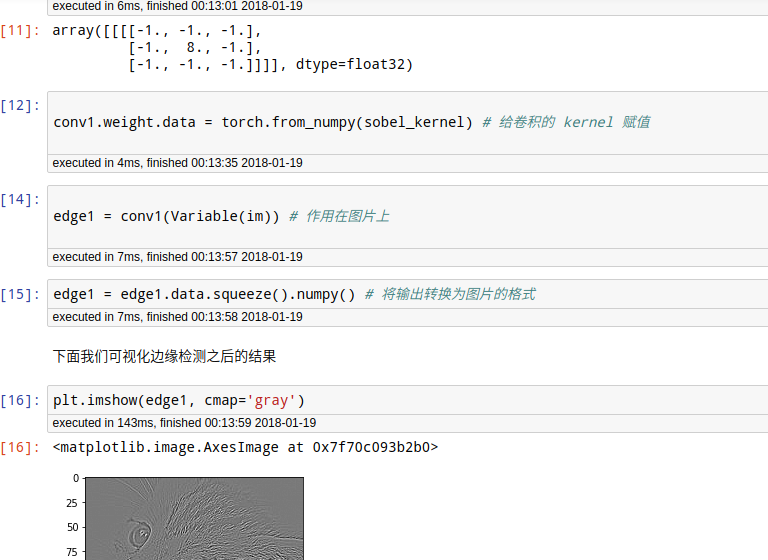 executed in 6ms, finished 00:13:01 2018-01-19
[11]: array([[[[-1., -1., -1.],
[-1., 8., -1.],
[-1., -1., -1.]]]], dtype=float32)
[12]:
conv1.weight.data = torch.from_numpy(sobel_kernel) # 给卷积的 kernel 赋值
executed in 4ms, finished 00:13:35 2018-01-19
[14]:
edge1 = conv1(Variable(im)) # 作用在图片上
executed in 7ms, finished 00:13:57 2018-01-19
[15]: edge1 = edge1.data.squeeze().numpy() # 将输出转换为图片的格式
executed in 7ms, finished 00:13:58 2018-01-19
下面我们可视化边缘检测之后的结果
[16]: plt.imshow(edge1, cmap='gray')
executed in 143ms, finished 00:13:59 2018-01-19
[16]: <matplotlib.image.AxesImage at 0x7f70c093b2b0>
0
25
50
75